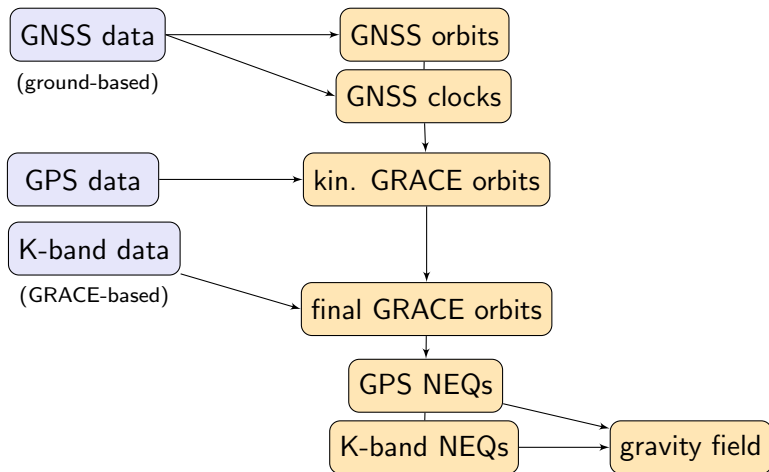 GNSS data
GNSS orbits
(ground-based)
GNSS clocks
GPS data
kin. GRACE orbits
K-band data
(GRACE-based)
final GRACE orbits
GPS NEQs
K-band NEQs
gravity field